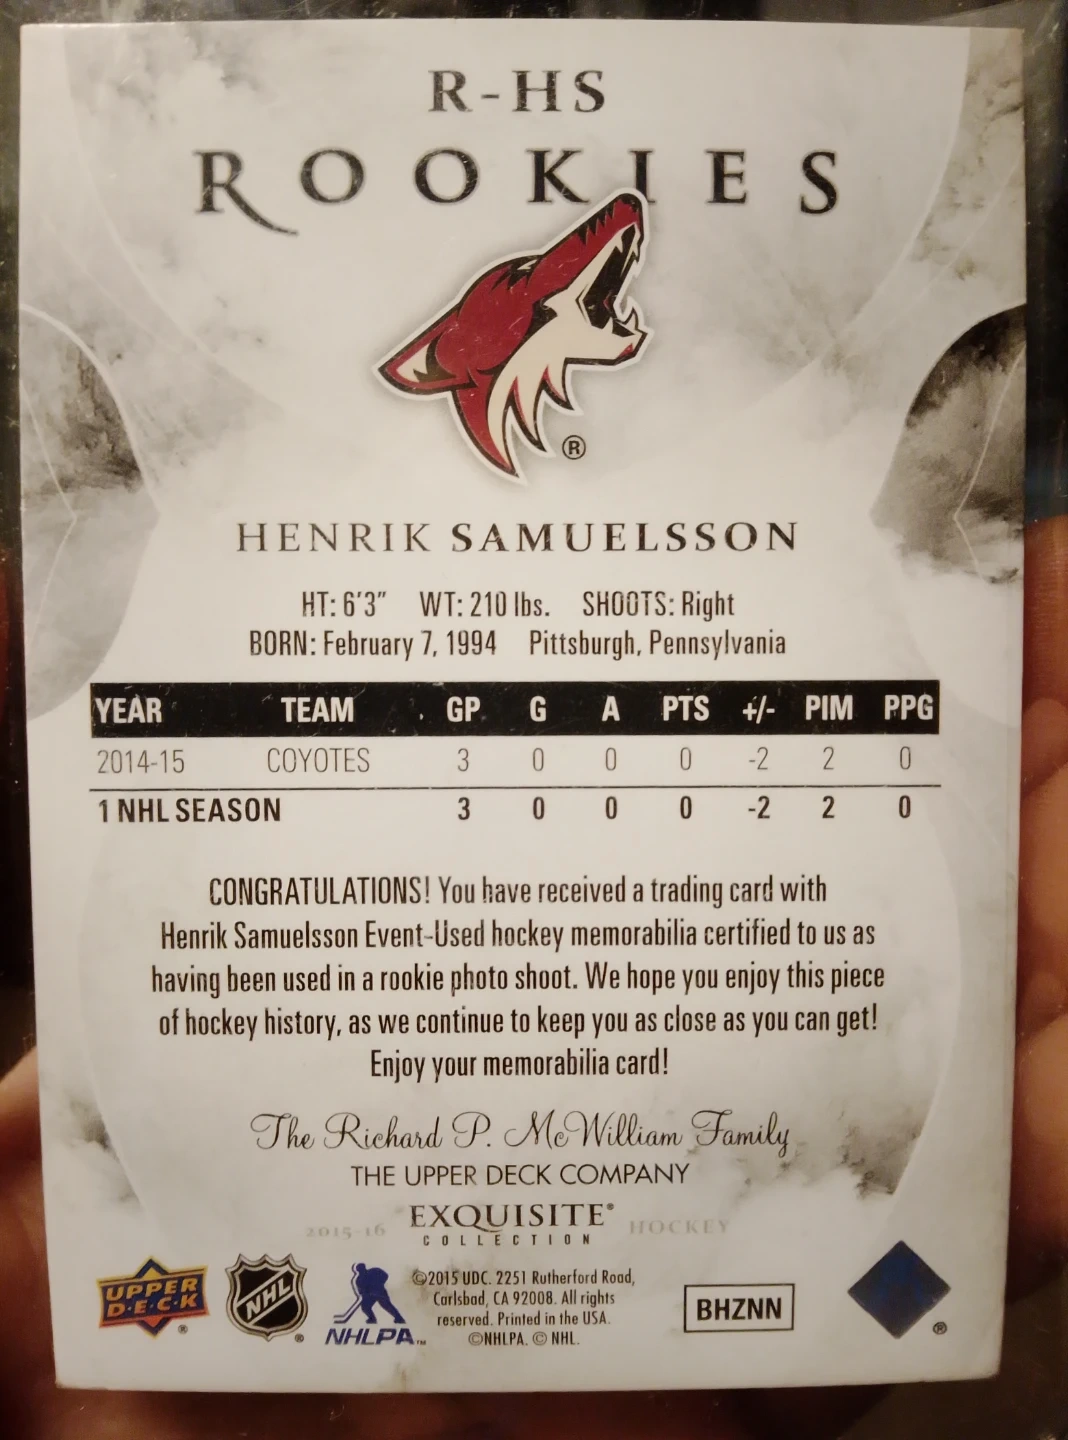 R-HS
ROOKIES
®
HENRIK SAMUELSSON
HT: 6'3" WT: 210 lbs. SHOOTS: Right
BORN: February 7, 1994 Pittsburgh, Pennsylvania
YEAR TEAM GP G A PTS +/- PIM PPG
2014-15 COYOTES 3 0 0 0 -2 2 0
1 NHL SEASON 3 0 0 0 -2 2 0
CONGRATULATIONS! You have received a trading card with
Henrik Samuelsson Event-Used hockey memorabilia certified to us as
having been used in a rookie photo shoot. We hope you enjoy this piece
of hockey history, as we continue to keep you as close as you can get!
Enjoy your memorabilia card!
The Richard P. McWilliam Family
THE UPPER DECK COMPANY
2015-16 EXQUISITE® HOCKEY
COLLECTION
UPPER
D·E·C·K ®
NHL ®
NHLPA™
©2015 UDC. 2251 Rutherford Road,
Carlsbad, CA 92008. All rights
reserved. Printed in the USA.
©NHLPA. © NHL.
BHZNN
®